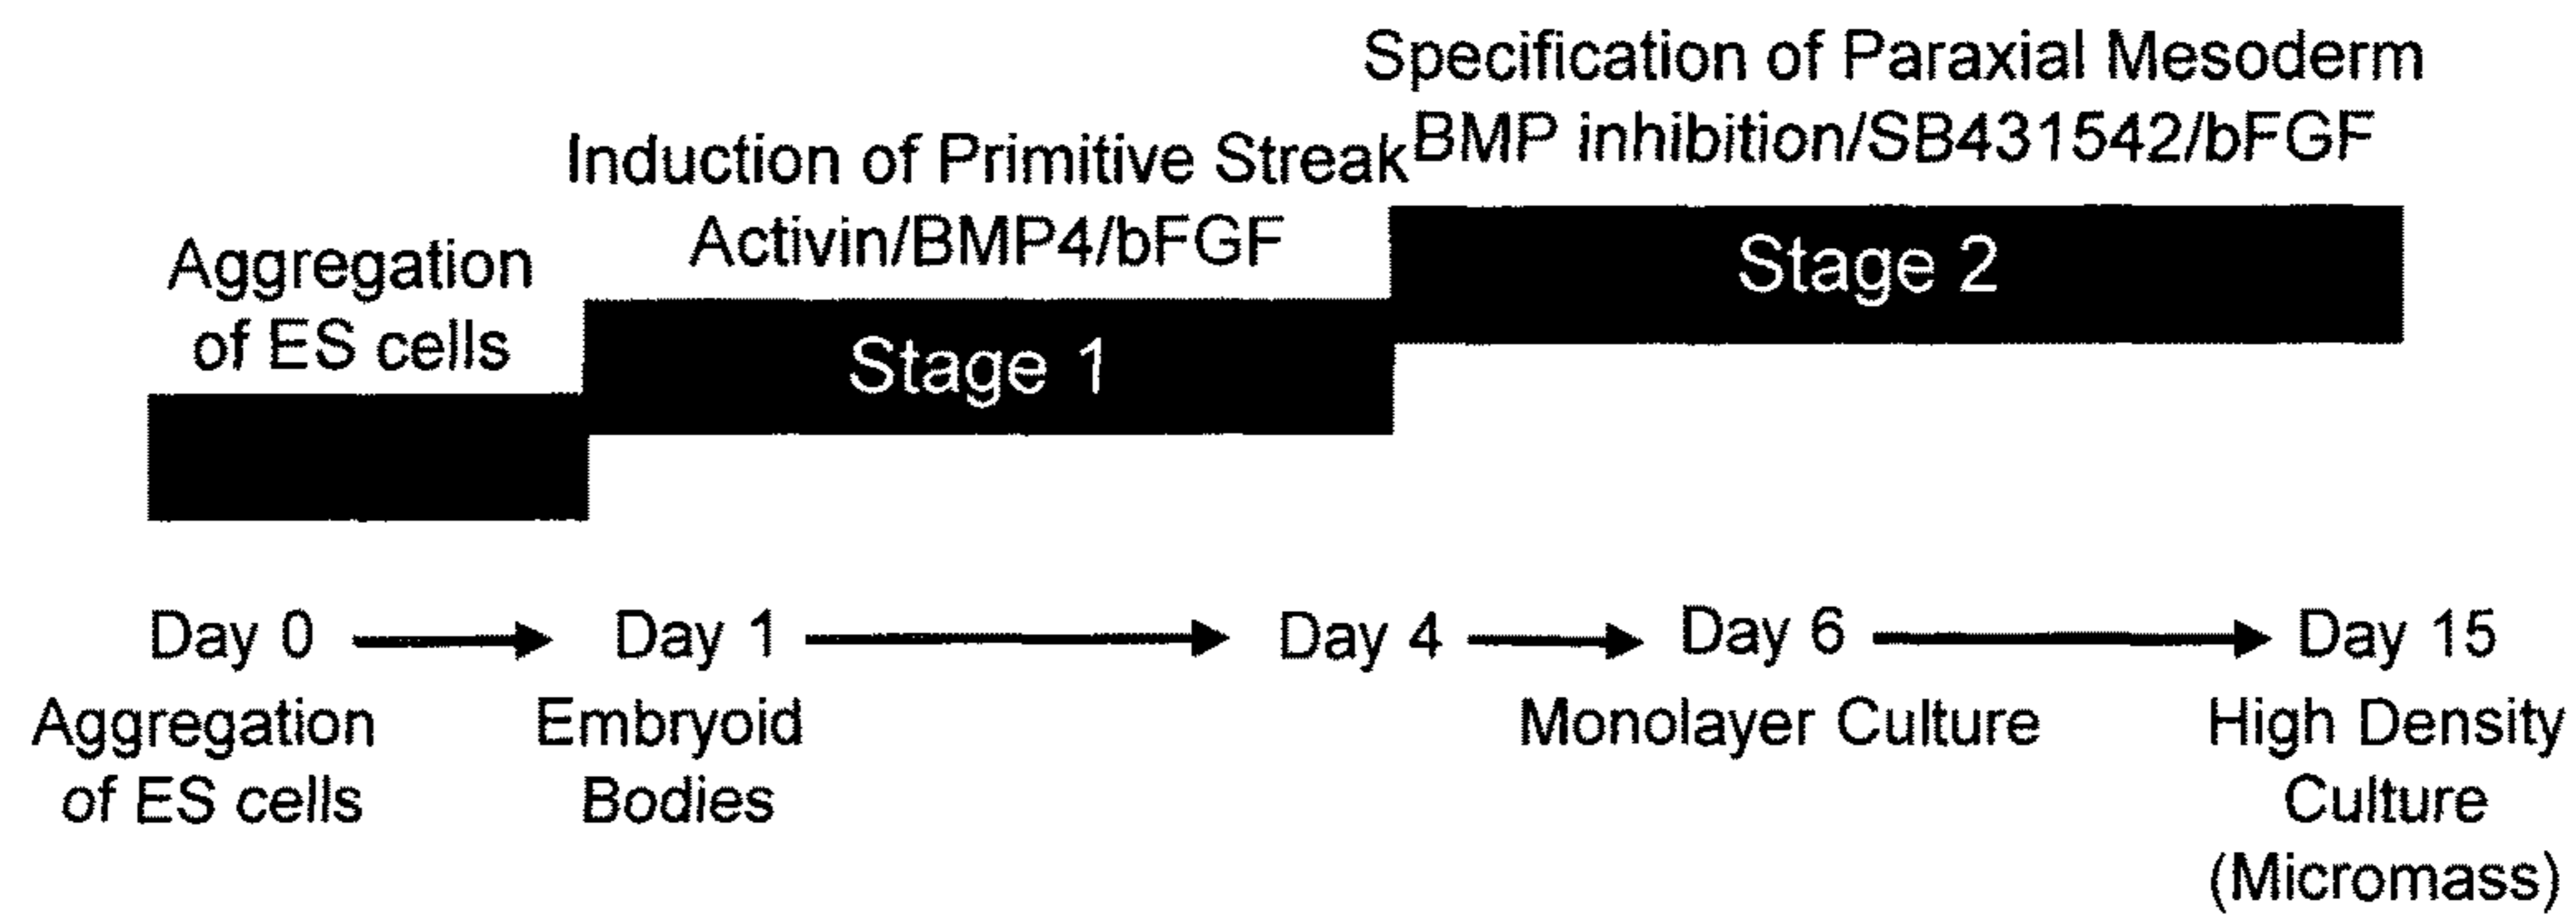 Specification of Paraxial Mesoderm
BMP inhibition/SB431542/bFGF
Induction of Primitive Streak
Activin/BMP4/bFGF
Aggregation
of ES cells
Stage 2
Stage 1
Day 0
Day 1
Day 4
Day 6
Day 15
Aggregation
of ES cells
Embryoid
Bodies
Monolayer Culture
High Density
Culture
(Micromass)